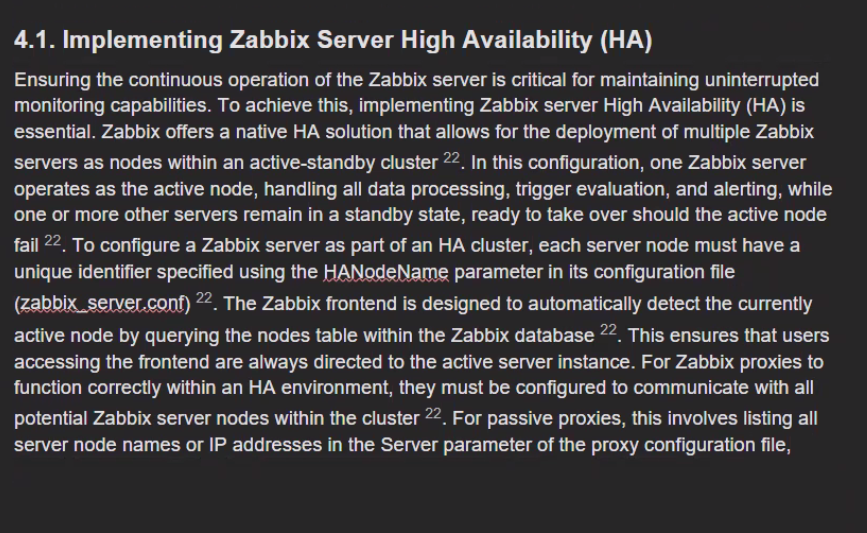 4.1. Implementing Zabbix Server High Availability (HA)
Ensuring the continuous operation of the Zabbix server is critical for maintaining uninterrupted
monitoring capabilities. To achieve this, implementing Zabbix server High Availability (HA) is
essential. Zabbix offers a native HA solution that allows for the deployment of multiple Zabbix
servers as nodes within an active-standby cluster 22. In this configuration, one Zabbix server
operates as the active node, handling all data processing, trigger evaluation, and alerting, while
one or more other servers remain in a standby state, ready to take over should the active node
fail 22. To configure a Zabbix server as part of an HA cluster, each server node must have a
unique identifier specified using the HANodeName parameter in its configuration file
(zabbix_server.conf) 22. The Zabbix frontend is designed to automatically detect the currently
active node by querying the nodes table within the Zabbix database 22. This ensures that users
accessing the frontend are always directed to the active server instance. For Zabbix proxies to
function correctly within an HA environment, they must be configured to communicate with all
potential Zabbix server nodes within the cluster 22. For passive proxies, this involves listing all
server node names or IP addresses in the Server parameter of the proxy configuration file,